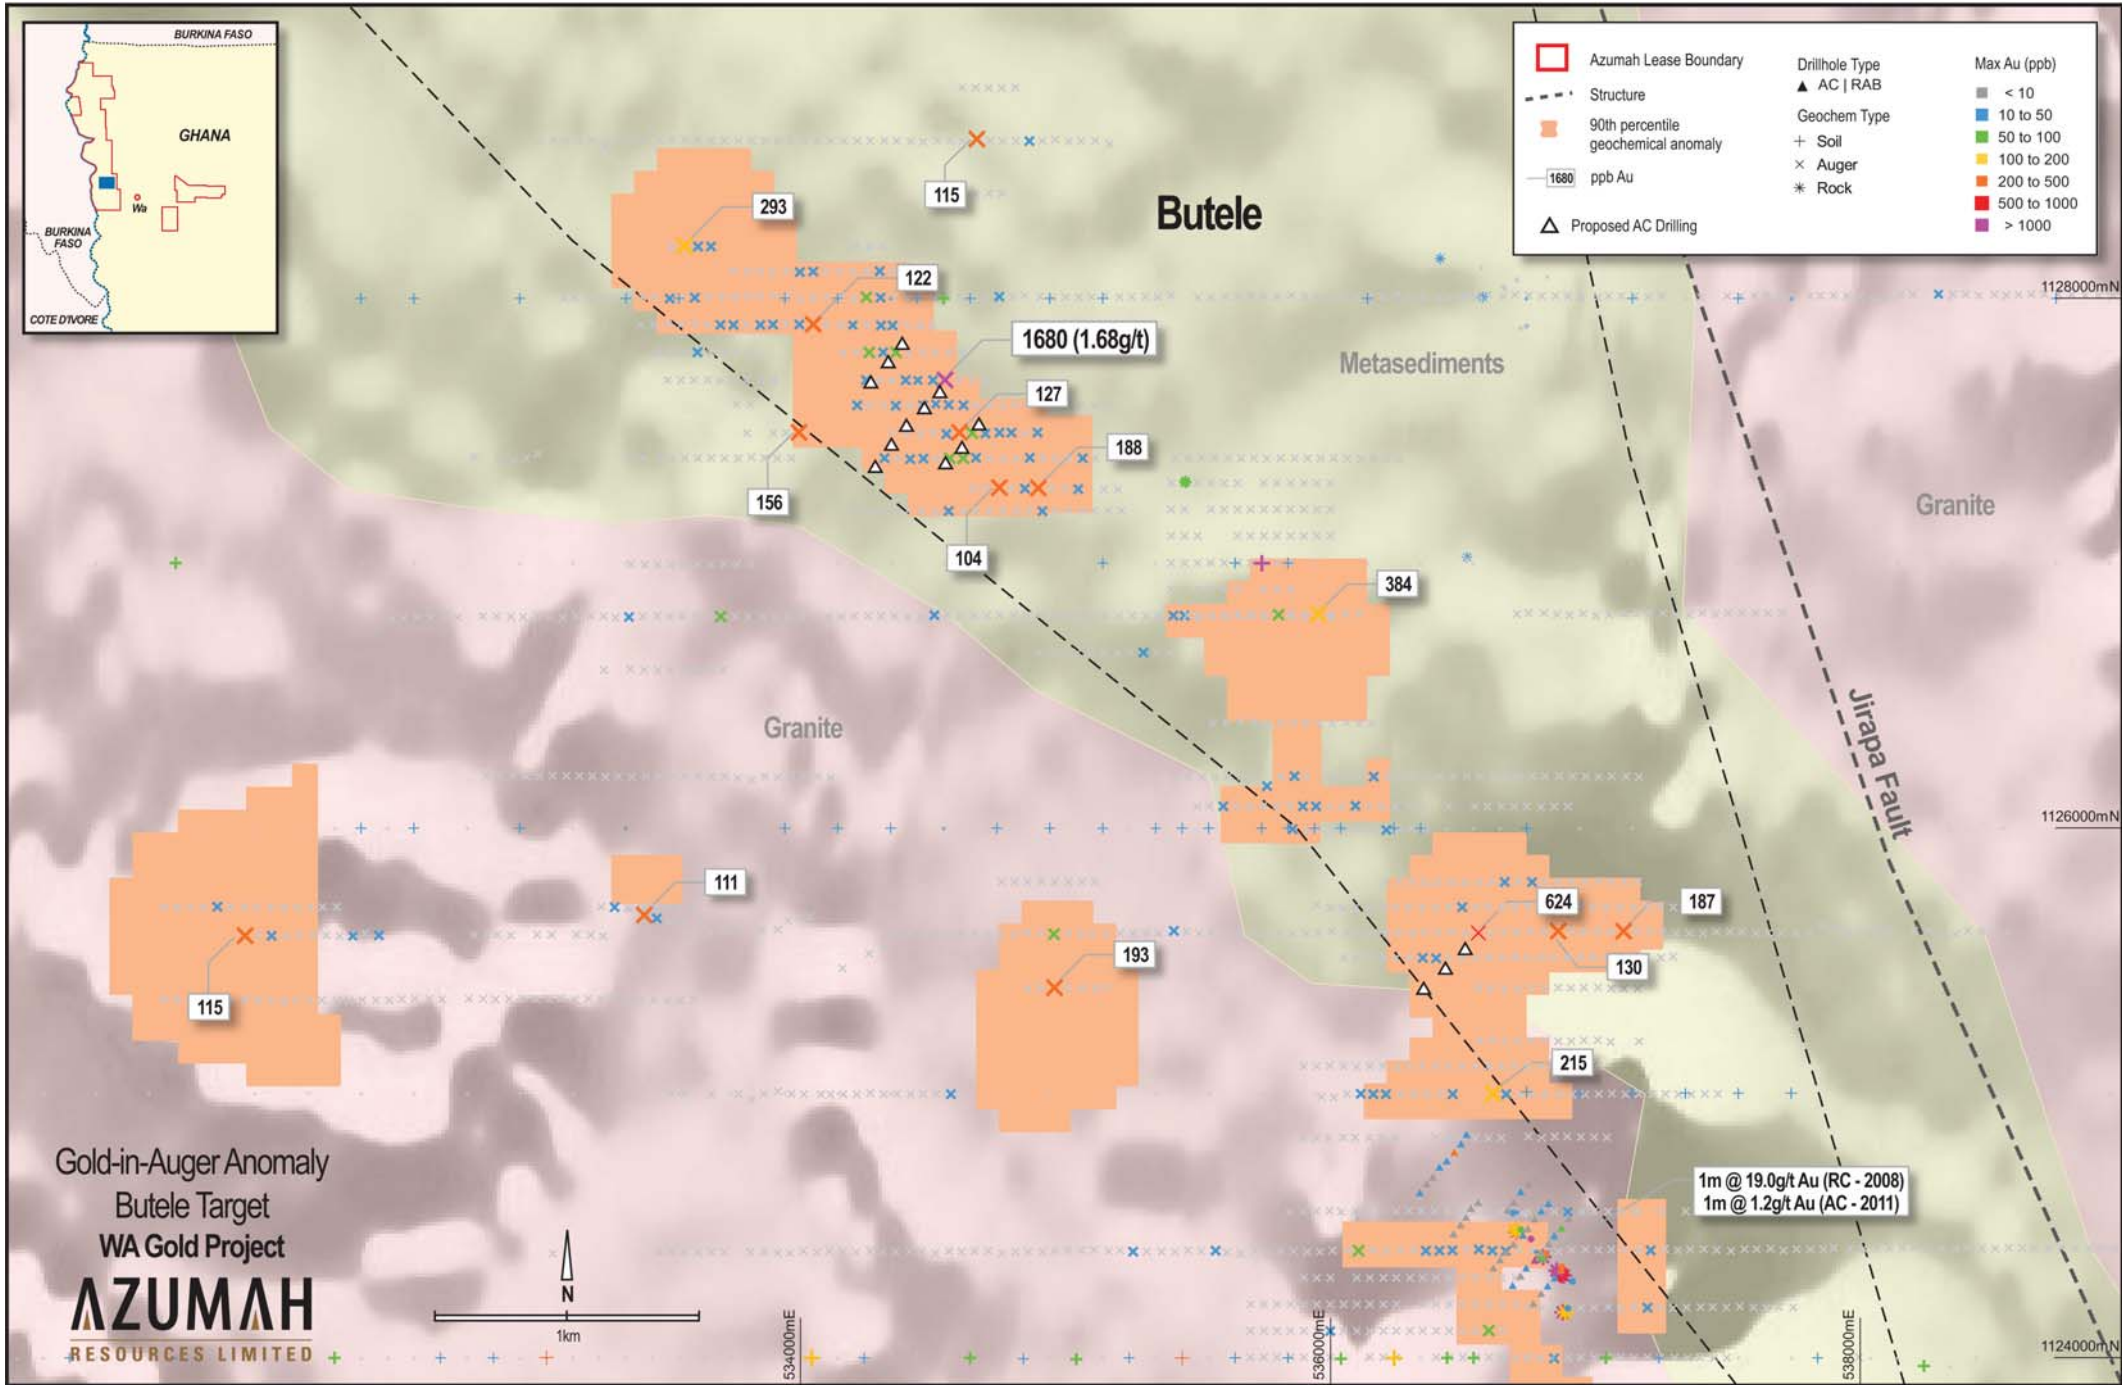 BURKINA FASO
GHANA
Wa
BURKINA
FASO
COTE D'IVORE
Azumah Lease Boundary
Structure
90th percentile
geochemical anomaly
1680 ppb Au
Proposed AC Drilling
Drillhole Type
AC | RAB
Geochem Type
Soil
Auger
Rock
Max Au (ppb)
< 10
10 to 50
50 to 100
100 to 200
200 to 500
500 to 1000
> 1000
Butele
115
293
122
1128000mN
1680 (1.68g/t)
Metasediments
127
188
156
Granite
104
384
Granite
Jirapa Fault
1126000mN
111
624
187
193
130
115
215
Gold-in-Auger Anomaly
Butele Target
WA Gold Project
AZUMAH
RESOURCES LIMITED
N
1km
1m @ 19.0g/t Au (RC - 2008)
1m @ 1.2g/t Au (AC - 2011)
534000mE
536000mE
538000mE
1124000mN